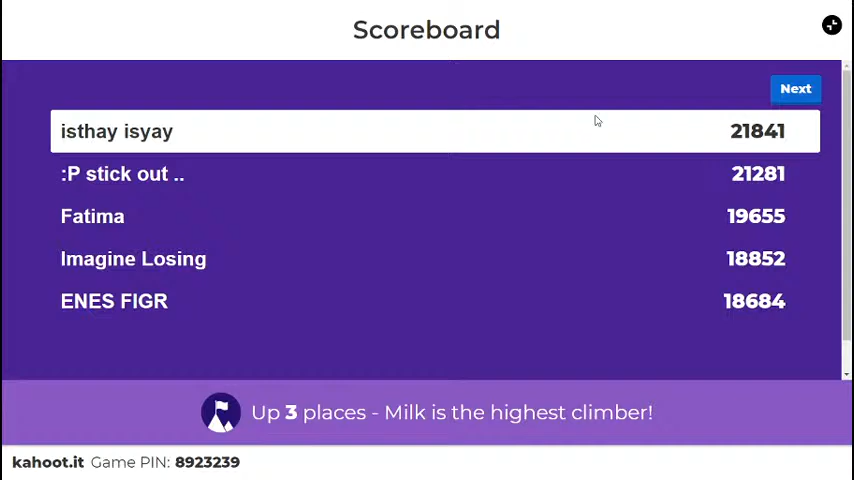 Scoreboard
Next
isthay isyay 21841
:P stick out .. 21281
Fatima 19655
Imagine Losing 18852
ENES FIGR 18684
Up 3 places - Milk is the highest climber!
kahoot.it Game PIN: 8923239